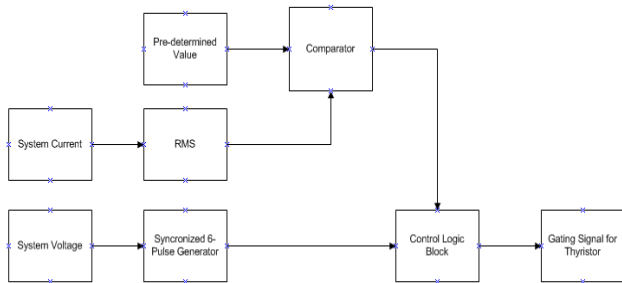 Pre-determined
Value
Comparator
System Current
RMS
System Voltage
Syncronized 6-
Pulse Generator
Control Logic
Block
Gating Signal for
Thyristor